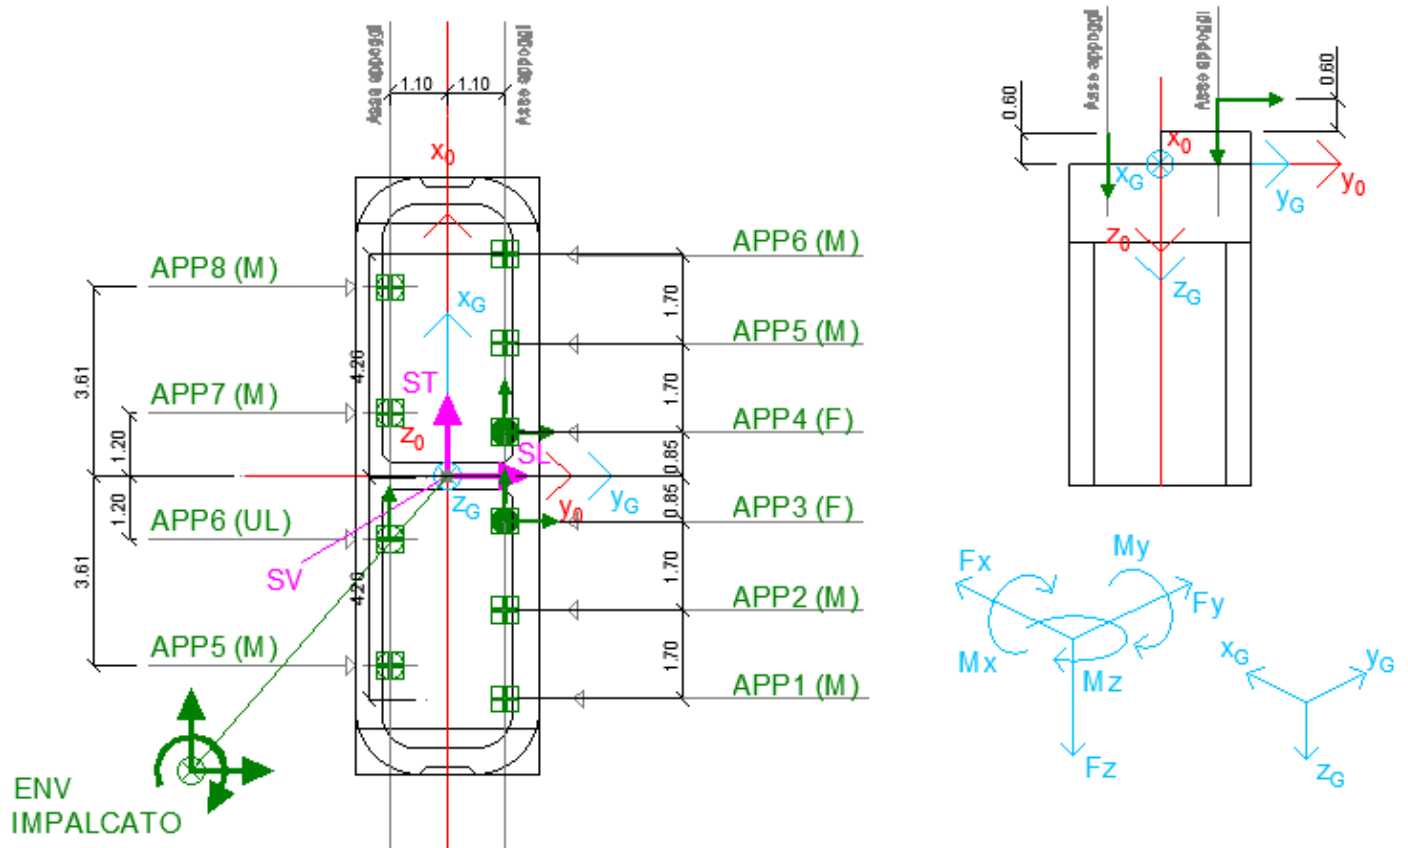 Asse appoggi
Asse appoggi
1.10
1.10
x0
APP8 (M)
APP7 (M)
APP6 (UL)
APP5 (M)
3.61
1.20
1.20
3.61
4.20
4.20
xG
ST
z0
SL
zG
y0
yG
SV
APP6 (M)
APP5 (M)
APP4 (F)
APP3 (F)
APP2 (M)
APP1 (M)
1.70
1.70
0.85
0.85
1.70
1.70
ENV
IMPALCATO
Asse appoggi
Asse appoggi
0.60
0.60
x0
xG
yG
y0
z0
zG
Fx
My
Fy
Mx
Mz
Fz
xG
yG
zG